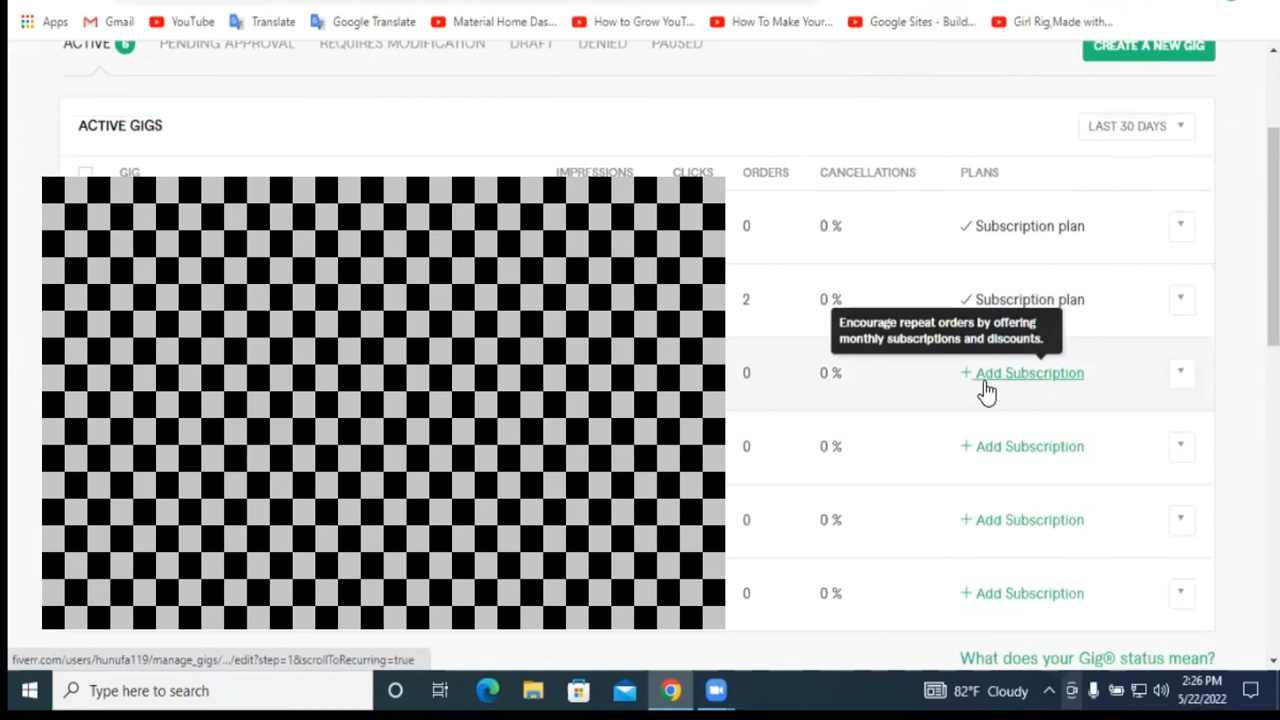 Apps Gmail YouTube Translate Google Translate Material Home Das... How to Grow YouT... How To Make Your... Google Sites - Build... Girl Rig,Made with...
ACTIVE 6 PENDING APPROVAL REQUIRES MODIFICATION DRAFT DENIED PAUSED CREATE A NEW GIG
ACTIVE GIGS LAST 30 DAYS
GIG IMPRESSIONS CLICKS ORDERS CANCELLATIONS PLANS
0 0 % Subscription plan
2 0 % Subscription plan
Encourage repeat orders by offering
monthly subscriptions and discounts.
0 0 % + Add Subscription
0 0 % + Add Subscription
0 0 % + Add Subscription
0 0 % + Add Subscription
fiverr.com/users/hunufa119/manage_gigs/.../edit?step=1&scrollToRecurring=true
What does your Gig® status mean?
Type here to search 82°F Cloudy 2:26 PM
5/22/2022